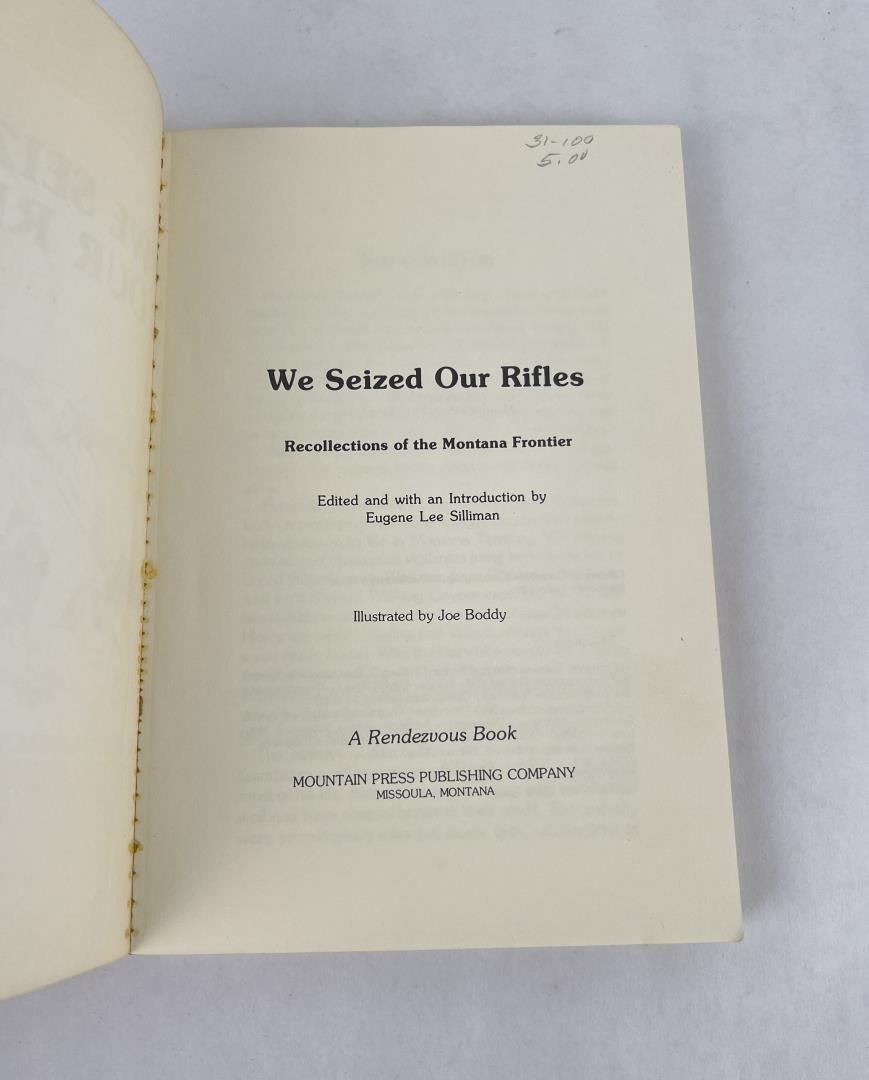 31-100
5.00
We Seized Our Rifles
Recollections of the Montana Frontier
Edited and with an Introduction by
Eugene Lee Silliman
Illustrated by Joe Boddy
A Rendezvous Book
MOUNTAIN PRESS PUBLISHING COMPANY
MISSOULA, MONTANA